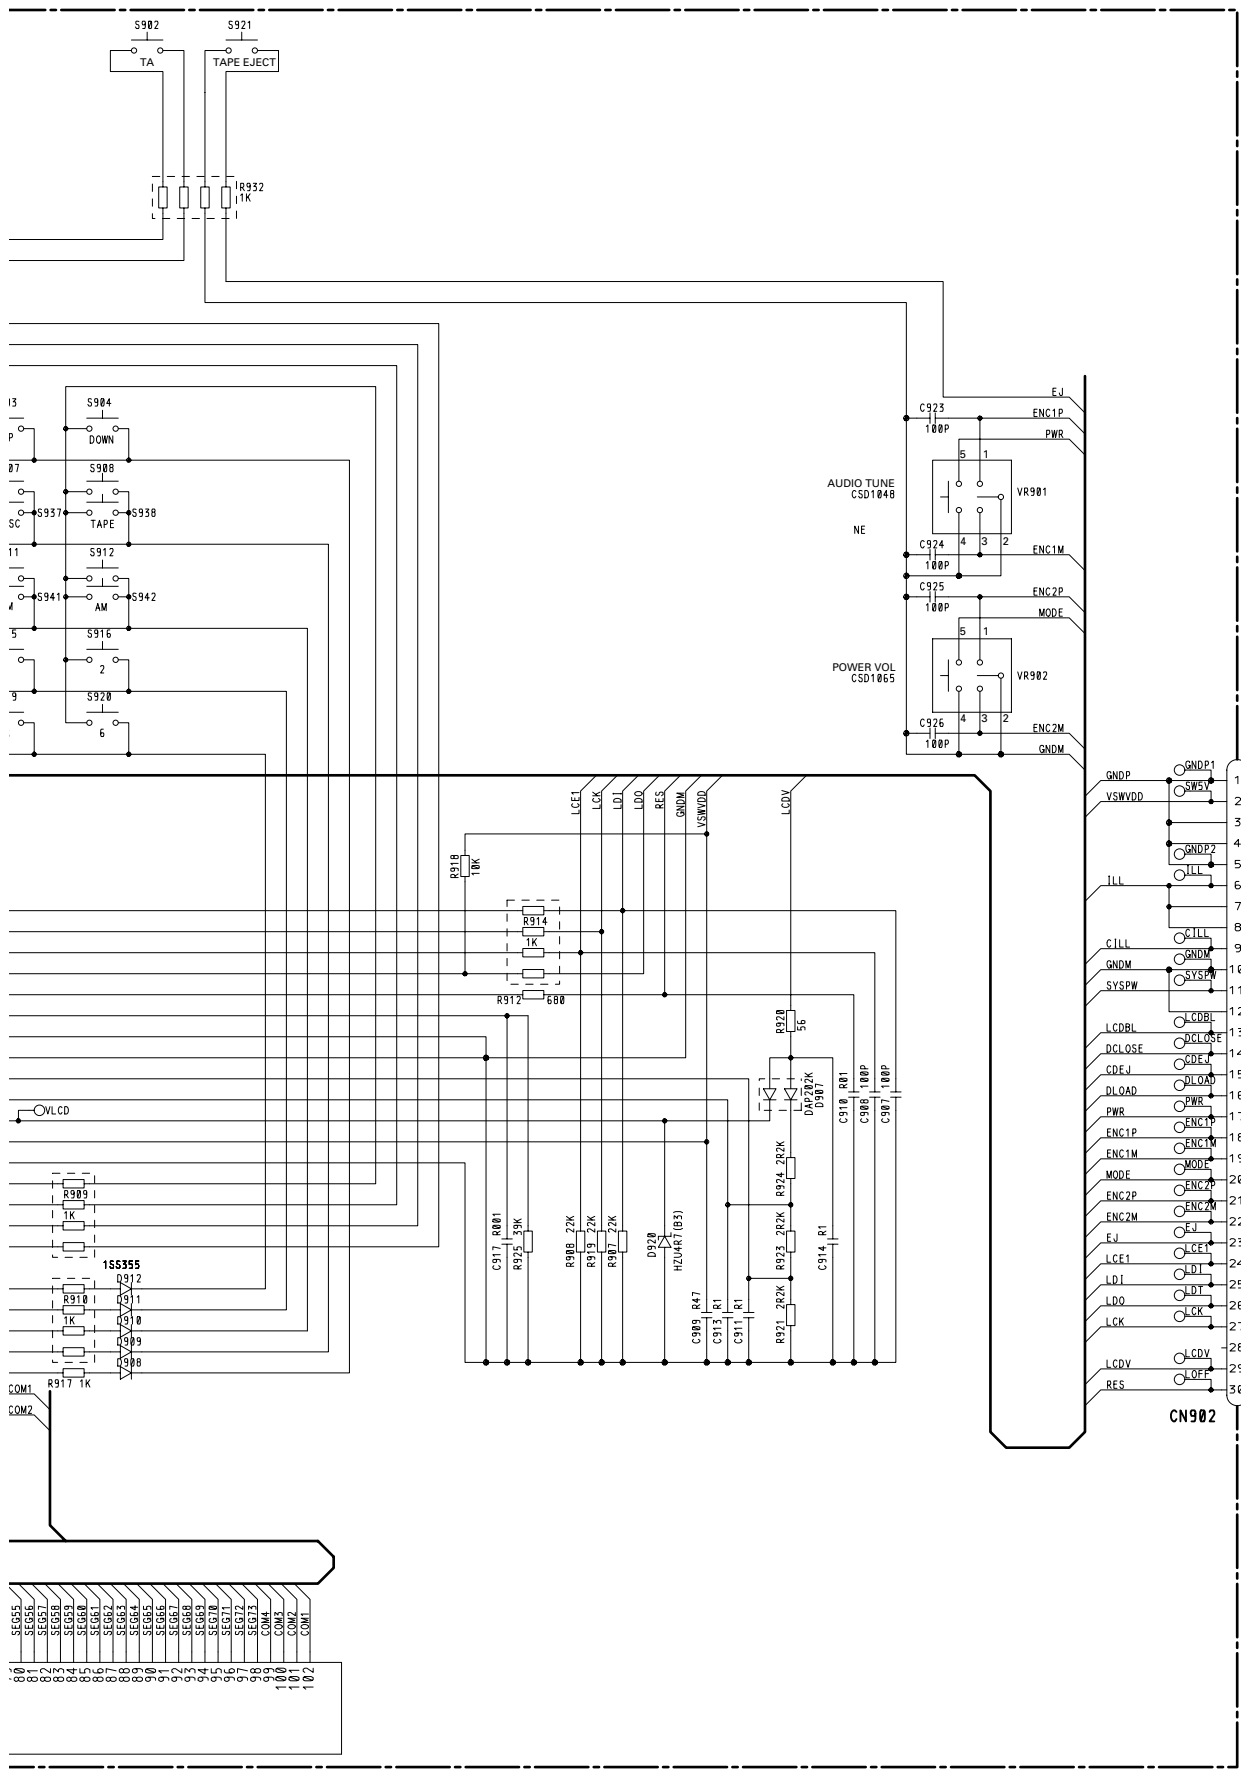 S902
S921
TA
TAPE EJECT
R932
1K
EJ
ENC1P
PWR
C923
100P
5
1
AUDIO TUNE
CSD1048
VR901
NE
4
3
2
C924
100P
ENC1M
C925
100P
ENC2P
MODE
5
1
POWER VOL
CSD1065
VR902
4
3
2
C926
100P
ENC2M
GNDM
S904
DOWN
S908
S937
S938
TAPE
S912
S941
S942
AM
S916
2
S920
6
LCE1
LCK
LDI
LDO
RES
GNDM
VSWVDD
LCDV
R918
10K
R914
1K
R912
680
R920
56
DAP202K
D907
C910 R01
C908 100P
C907 100P
VLCD
R924 2R2K
R909
1K
C917 R001
R925 39K
R908 22K
R919 22K
R907 22K
D920
HZU4R7(B3)
R923 2R2K
C914 R1
1SS355
D912
R910
D911
1K
D910
D909
D908
R917 1K
C909 R47
C913 R1
C911 R1
R921 2R2K
COM1
COM2
GNDP
GNDP1
1
VSWVDD
SW5V
2
3
4
GNDP2
5
ILL
ILL
6
7
8
CILL
CILL
9
GNDM
GNDM
10
SYSPW
SYSPW
11
12
LCDBL
LCDBL
13
DCLOSE
DCLOSE
14
CDEJ
CDEJ
15
DLOAD
DLOAD
16
PWR
PWR
17
ENC1P
ENC1P
18
ENC1M
ENC1M
19
MODE
MODE
20
ENC2P
ENC2P
21
ENC2M
ENC2M
22
EJ
EJ
23
LCE1
LCE1
24
LDI
LDI
25
LDO
LDT
26
LCK
LCK
27
28
LCDV
LCDV
29
RES
LOFF
30
CN902
SEG55
SEG56
SEG57
SEG58
SEG59
SEG60
SEG61
SEG62
SEG63
SEG64
SEG65
SEG66
SEG67
SEG68
SEG69
SEG70
SEG71
SEG72
SEG73
COM4
COM3
COM2
COM1
80
81
82
83
84
85
86
87
88
89
90
91
92
93
94
95
96
97
98
99
100
101
102